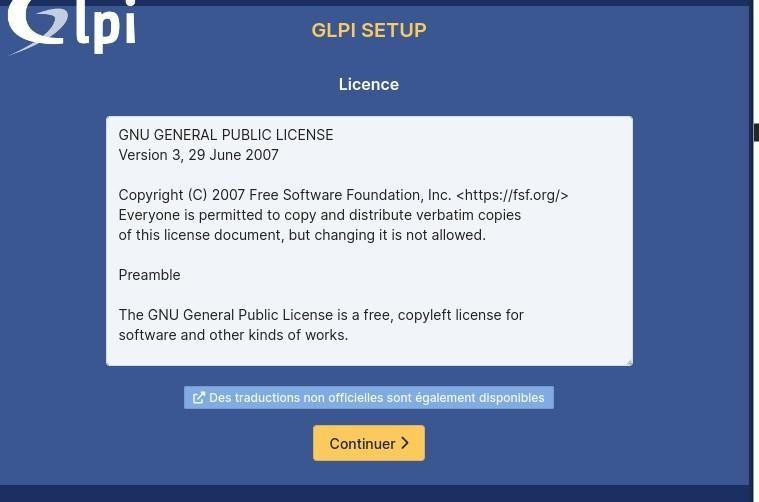 Glpi
GLPI SETUP
Licence
GNU GENERAL PUBLIC LICENSE
Version 3, 29 June 2007
Copyright (C) 2007 Free Software Foundation, Inc. <https://fsf.org/>
Everyone is permitted to copy and distribute verbatim copies
of this license document, but changing it is not allowed.
Preamble
The GNU General Public License is a free, copyleft license for
software and other kinds of works.
Des traductions non officielles sont également disponibles
Continuer